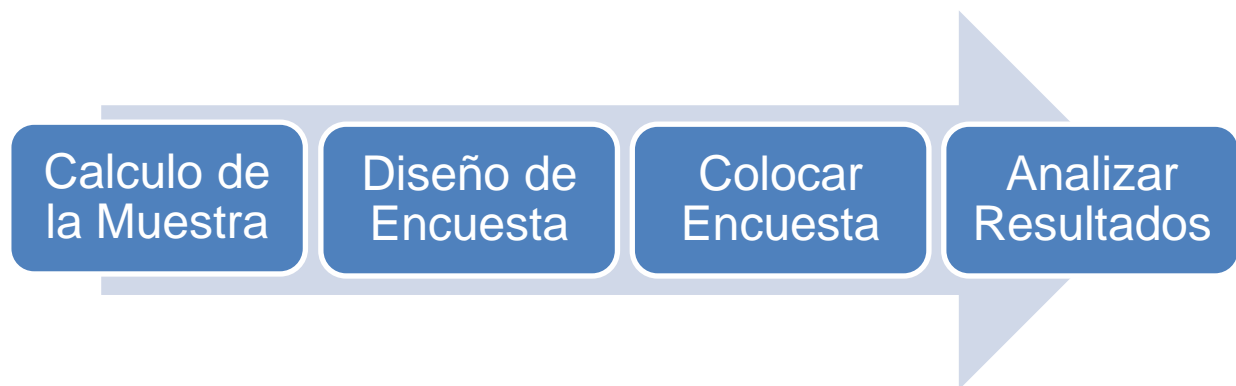 Calculo de
la Muestra
Diseño de
Encuesta
Colocar
Encuesta
Analizar
Resultados